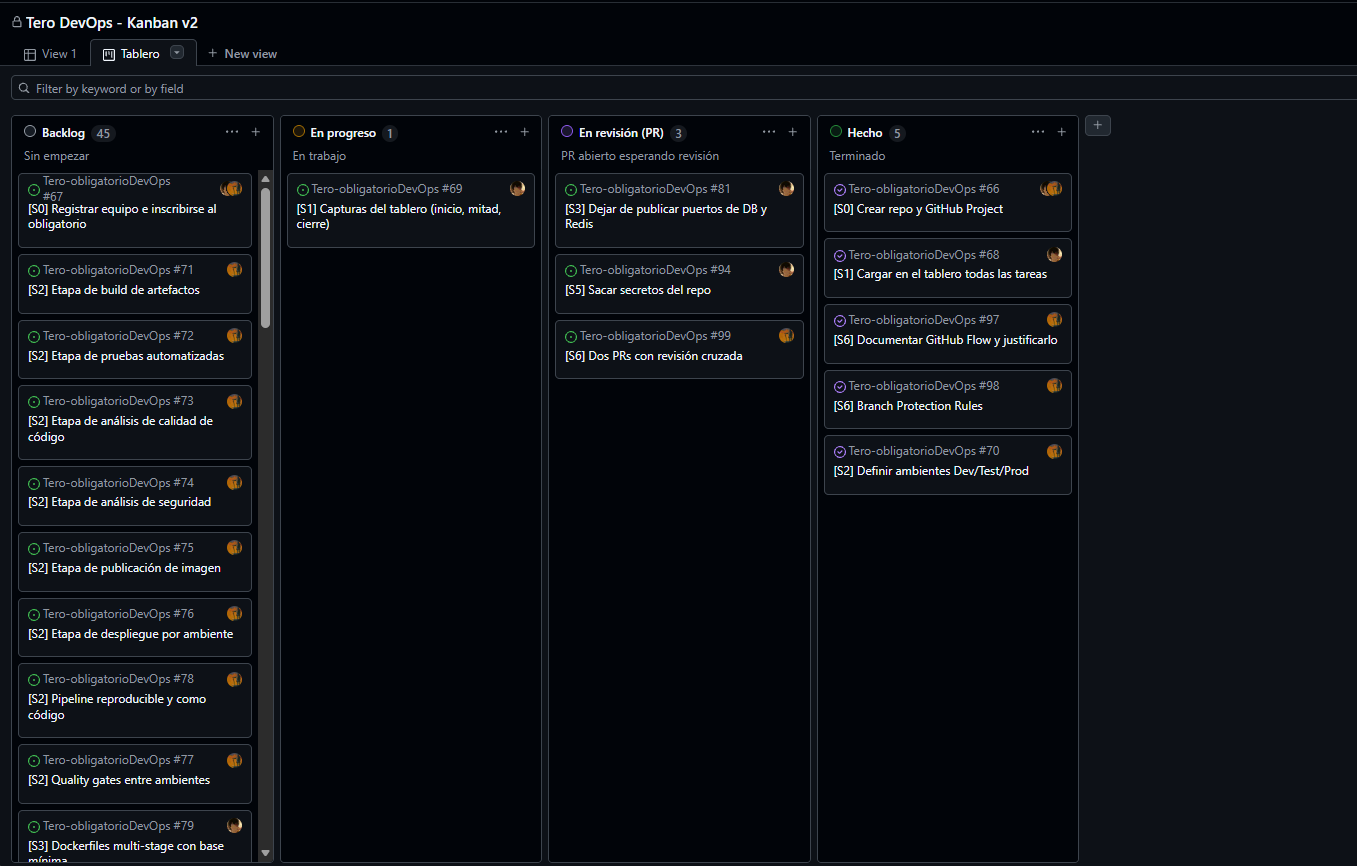 Tero DevOps - Kanban v2
View 1
Tablero
+ New view
Filter by keyword or by field
Backlog 45
Sin empezar
Tero-obligatorioDevOps
#67
[S0] Registrar equipo e inscribirse al
obligatorio
Tero-obligatorioDevOps #71
[S2] Etapa de build de artefactos
Tero-obligatorioDevOps #72
[S2] Etapa de pruebas automatizadas
Tero-obligatorioDevOps #73
[S2] Etapa de análisis de calidad de
código
Tero-obligatorioDevOps #74
[S2] Etapa de análisis de seguridad
Tero-obligatorioDevOps #75
[S2] Etapa de publicación de imagen
Tero-obligatorioDevOps #76
[S2] Etapa de despliegue por ambiente
Tero-obligatorioDevOps #78
[S2] Pipeline reproducible y como
código
Tero-obligatorioDevOps #77
[S2] Quality gates entre ambientes
Tero-obligatorioDevOps #79
[S3] Dockerfiles multi-stage con base
mínima
En progreso 1
En trabajo
Tero-obligatorioDevOps #69
[S1] Capturas del tablero (inicio, mitad,
cierre)
En revisión (PR) 3
PR abierto esperando revisión
Tero-obligatorioDevOps #81
[S3] Dejar de publicar puertos de DB y
Redis
Tero-obligatorioDevOps #94
[S5] Sacar secretos del repo
Tero-obligatorioDevOps #99
[S6] Dos PRs con revisión cruzada
Hecho 5
Terminado
Tero-obligatorioDevOps #66
[S0] Crear repo y GitHub Project
Tero-obligatorioDevOps #68
[S1] Cargar en el tablero todas las tareas
Tero-obligatorioDevOps #97
[S6] Documentar GitHub Flow y justificarlo
Tero-obligatorioDevOps #98
[S6] Branch Protection Rules
Tero-obligatorioDevOps #70
[S2] Definir ambientes Dev/Test/Prod